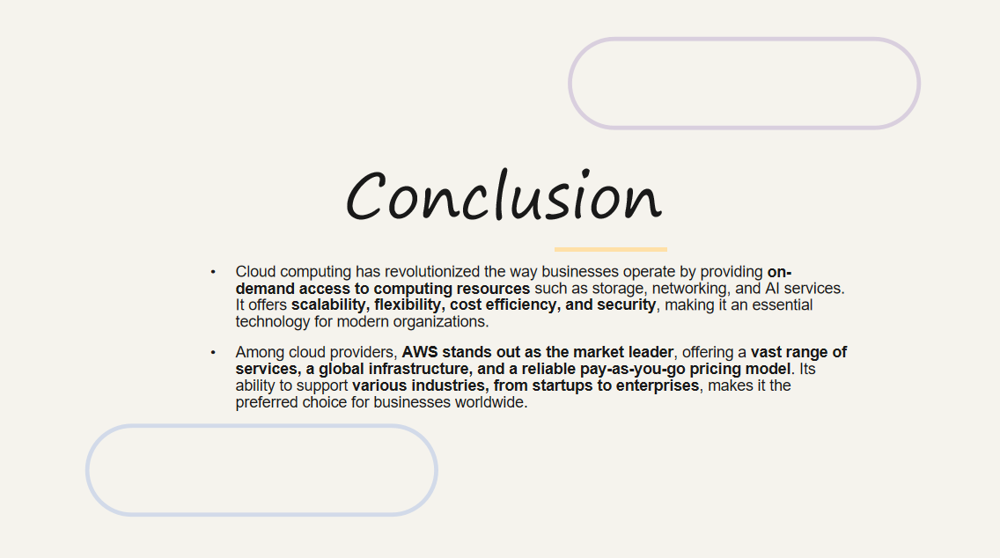 Conclusion
• Cloud computing has revolutionized the way businesses operate by providing on-
demand access to computing resources such as storage, networking, and AI services.
It offers scalability, flexibility, cost efficiency, and security, making it an essential
technology for modern organizations.
• Among cloud providers, AWS stands out as the market leader, offering a vast range of
services, a global infrastructure, and a reliable pay-as-you-go pricing model. Its
ability to support various industries, from startups to enterprises, makes it the
preferred choice for businesses worldwide.